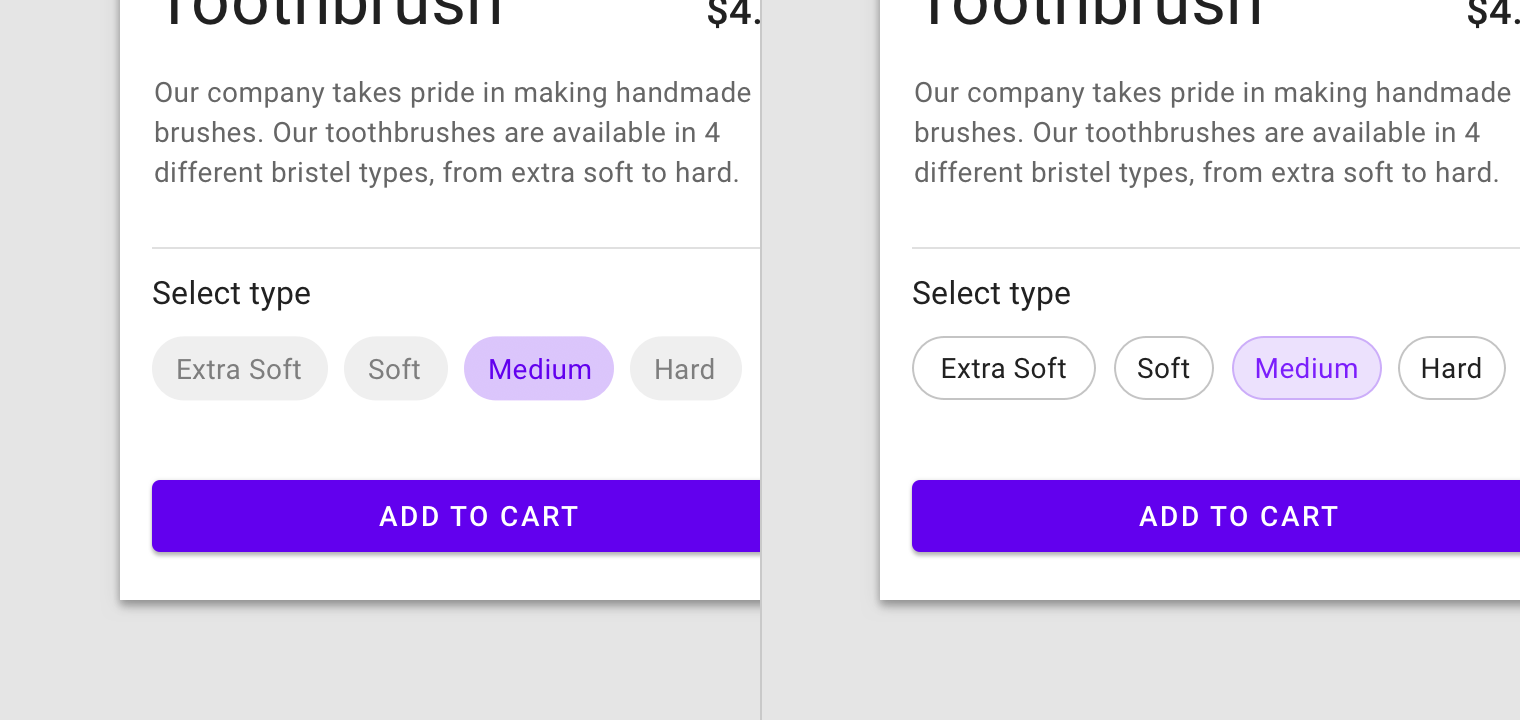 Toothbrush $4.
Our company takes pride in making handmade
brushes. Our toothbrushes are available in 4
different bristel types, from extra soft to hard.
Select type
Extra Soft Soft Medium Hard
ADD TO CART
Toothbrush $4.
Our company takes pride in making handmade
brushes. Our toothbrushes are available in 4
different bristel types, from extra soft to hard.
Select type
Extra Soft Soft Medium Hard
ADD TO CART